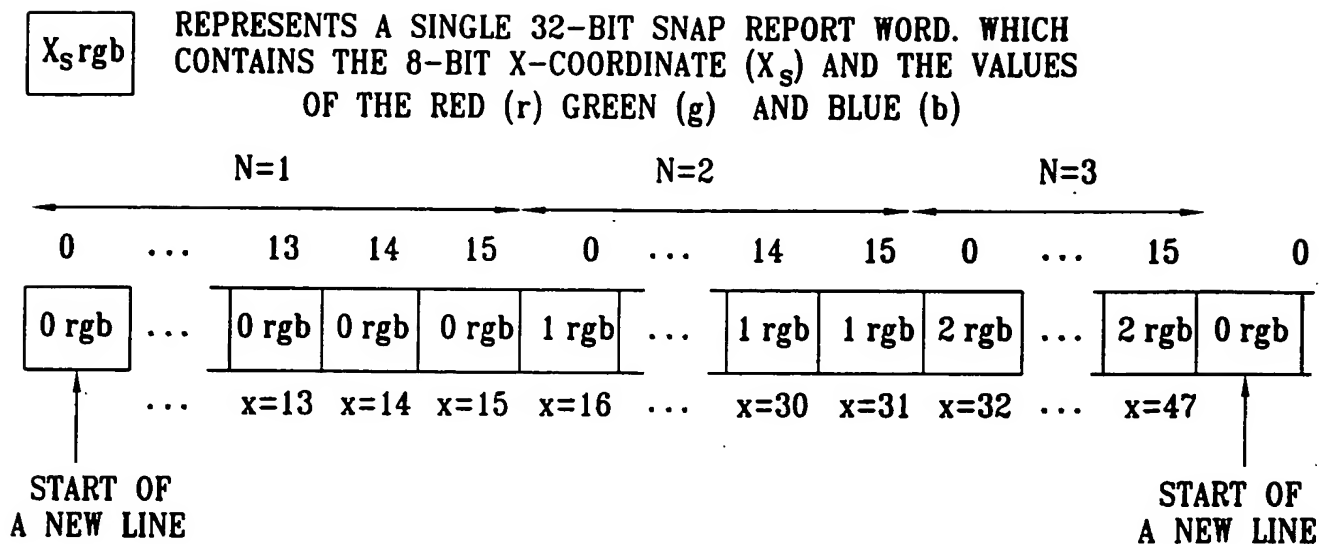 X_S rgb
REPRESENTS A SINGLE 32-BIT SNAP REPORT WORD. WHICH
CONTAINS THE 8-BIT X-COORDINATE (X_S) AND THE VALUES
OF THE RED (r) GREEN (g) AND BLUE (b)
N=1 N=2 N=3
0 ... 13 14 15 0 ... 14 15 0 ... 15 0
0 rgb ... 0 rgb 0 rgb 0 rgb 1 rgb ... 1 rgb 1 rgb 2 rgb ... 2 rgb 0 rgb
... x=13 x=14 x=15 x=16 ... x=30 x=31 x=32 ... x=47
START OF
A NEW LINE
START OF
A NEW LINE